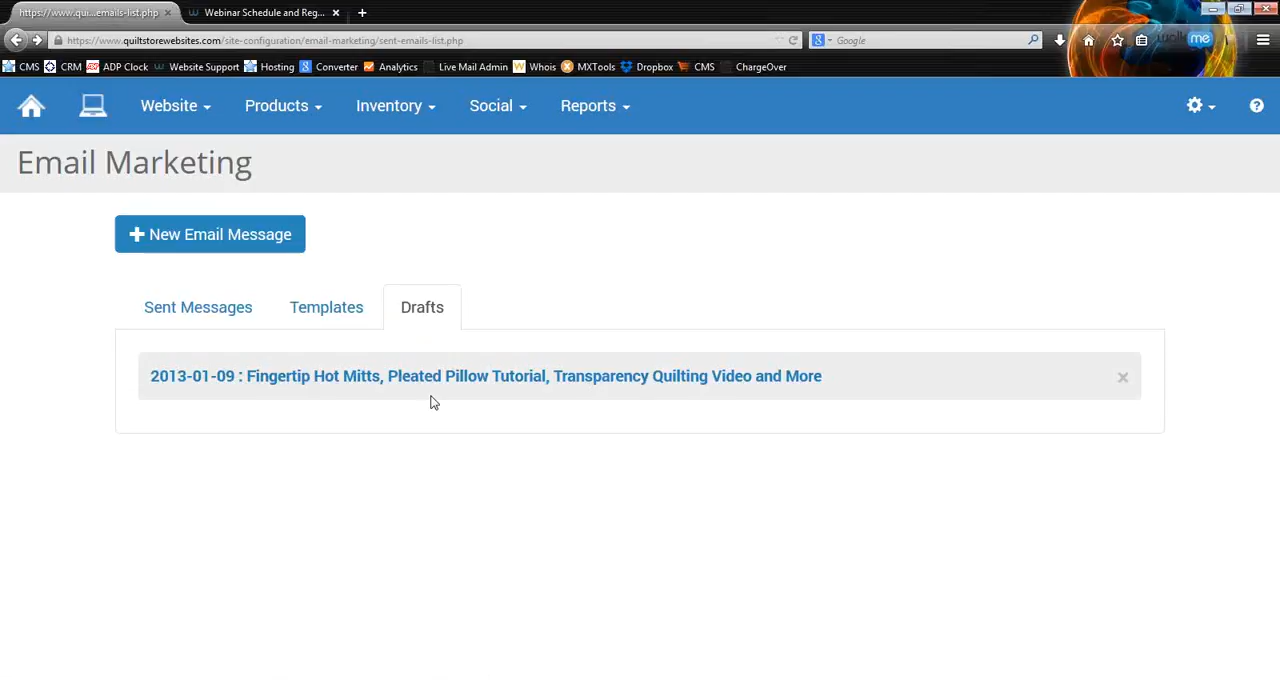 https://www.qui...emails-list.php ×
W Webinar Schedule and Reg... ×
https://www.quiltstorewebsites.com/site-configuration/email-marketing/sent-emails-list.php
Google
me
CMS CRM ADP Clock Website Support Hosting Converter Analytics Live Mail Admin Whois MXTools Dropbox CMS ChargeOver
Website Products Inventory Social Reports
Email Marketing
+ New Email Message
Sent Messages Templates Drafts
2013-01-09 : Fingertip Hot Mitts, Pleated Pillow Tutorial, Transparency Quilting Video and More ×